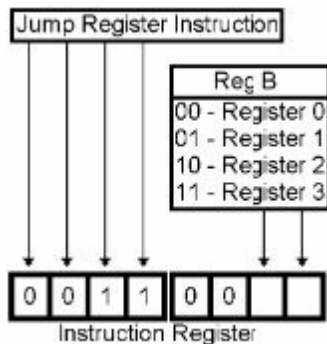 Jump Register Instruction
Reg B
00 - Register 0
01 - Register 1
10 - Register 2
11 - Register 3
0 0 1 1 0 0
Instruction Register